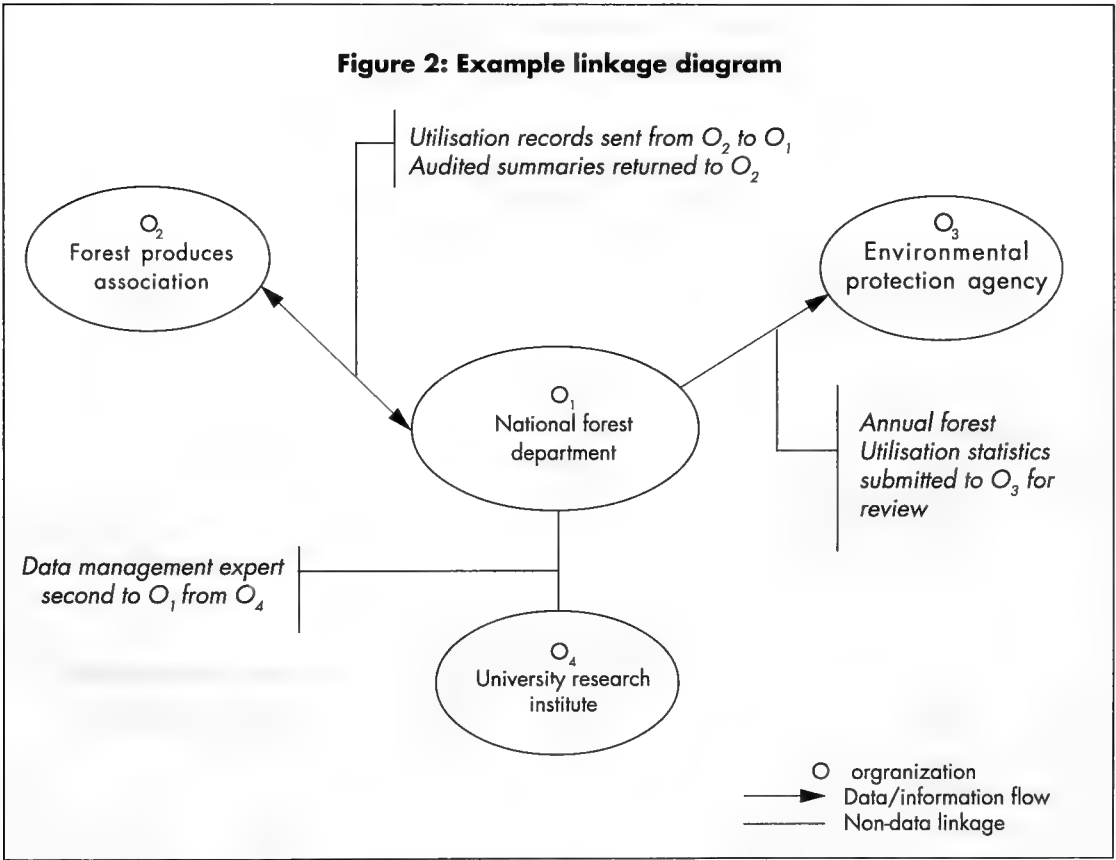 Figure 2: Example linkage diagram
Utilisation records sent from O₂ to O₁
Audited summaries returned to O₂
O₂
Forest produces
association
O₃
Environmental
protection agency
O₁
National forest
department
Annual forest
Utilisation statistics
submitted to O₃ for
review
Data management expert
second to O₁ from O₄
O₄
University research
institute
O orgranization
Data/information flow
Non-data linkage